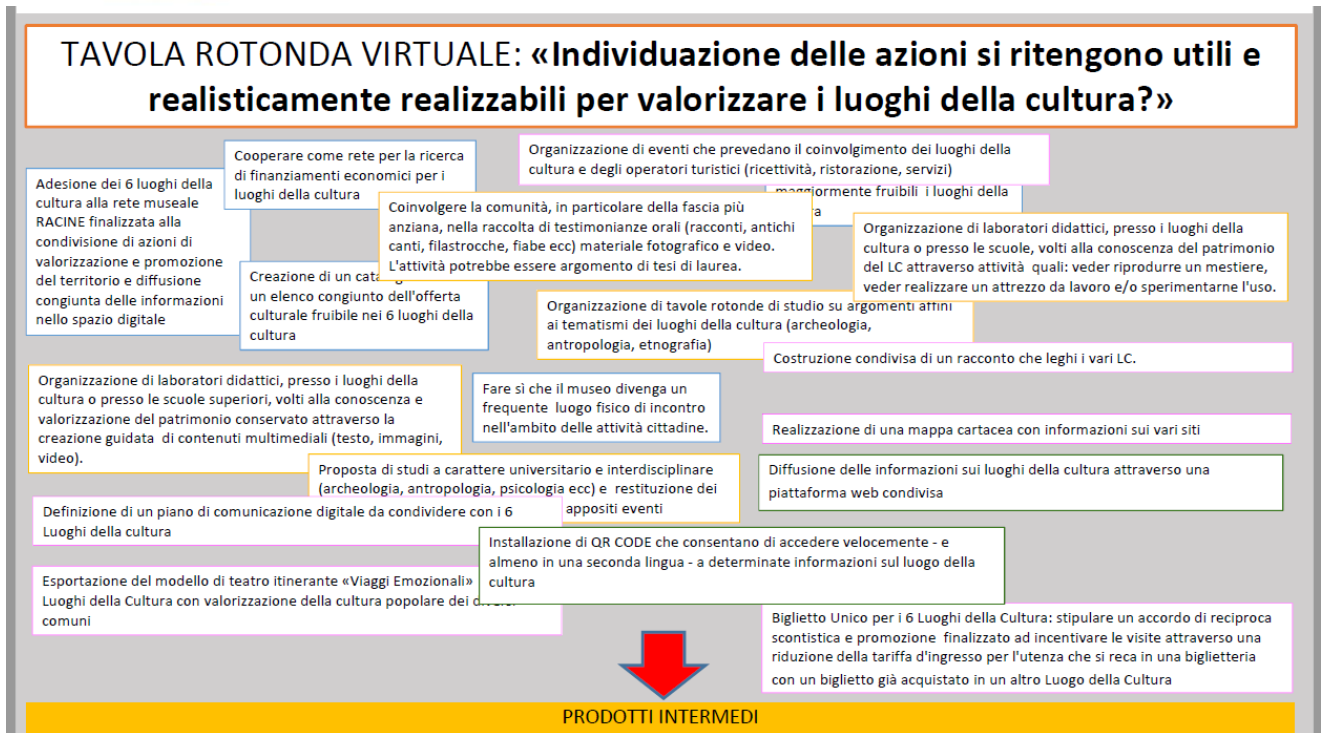 TAVOLA ROTONDA VIRTUALE: «Individuazione delle azioni si ritengono utili e
realisticamente realizzabili per valorizzare i luoghi della cultura?»
Adesione dei 6 luoghi della
cultura alla rete museale
RACINE finalizzata alla
condivisione di azioni di
valorizzazione e promozione
del territorio e diffusione
congiunta delle informazioni
nello spazio digitale
Cooperare come rete per la ricerca
di finanziamenti economici per i
luoghi della cultura
Organizzazione di eventi che prevedano il coinvolgimento dei luoghi della
cultura e degli operatori turistici (ricettività, ristorazione, servizi)
maggiormente fruibili i luoghi della
Coinvolgere la comunità, in particolare della fascia più
anziana, nella raccolta di testimonianze orali (racconti, antichi
canti, filastrocche, fiabe ecc) materiale fotografico e video.
L'attività potrebbe essere argomento di tesi di laurea.
Organizzazione di laboratori didattici, presso i luoghi della
cultura o presso le scuole, volti alla conoscenza del patrimonio
del LC attraverso attività quali: veder riprodurre un mestiere,
veder realizzare un attrezzo da lavoro e/o sperimentarne l'uso.
Creazione di un
un elenco congiunto dell'offerta
culturale fruibile nei 6 luoghi della
cultura
Organizzazione di tavole rotonde di studio su argomenti affini
ai tematismi dei luoghi della cultura (archeologia,
antropologia, etnografia)
Costruzione condivisa di un racconto che leghi i vari LC.
Organizzazione di laboratori didattici, presso i luoghi della
cultura o presso le scuole superiori, volti alla conoscenza e
valorizzazione del patrimonio conservato attraverso la
creazione guidata di contenuti multimediali (testo, immagini,
video).
Fare sì che il museo divenga un
frequente luogo fisico di incontro
nell'ambito delle attività cittadine.
Realizzazione di una mappa cartacea con informazioni sui vari siti
Proposta di studi a carattere universitario e interdisciplinare
(archeologia, antropologia, psicologia ecc) e restituzione dei
appositi eventi
Diffusione delle informazioni sui luoghi della cultura attraverso una
piattaforma web condivisa
Definizione di un piano di comunicazione digitale da condividere con i 6
Luoghi della cultura
Installazione di QR CODE che consentano di accedere velocemente - e
almeno in una seconda lingua - a determinate informazioni sul luogo della
cultura
Esportazione del modello di teatro itinerante «Viaggi Emozionali»
Luoghi della Cultura con valorizzazione della cultura popolare dei
comuni
Biglietto Unico per i 6 Luoghi della Cultura: stipulare un accordo di reciproca
scontistica e promozione finalizzato ad incentivare le visite attraverso una
riduzione della tariffa d'ingresso per l'utenza che si reca in una biglietteria
con un biglietto già acquistato in un altro Luogo della Cultura
PRODOTTI INTERMEDI